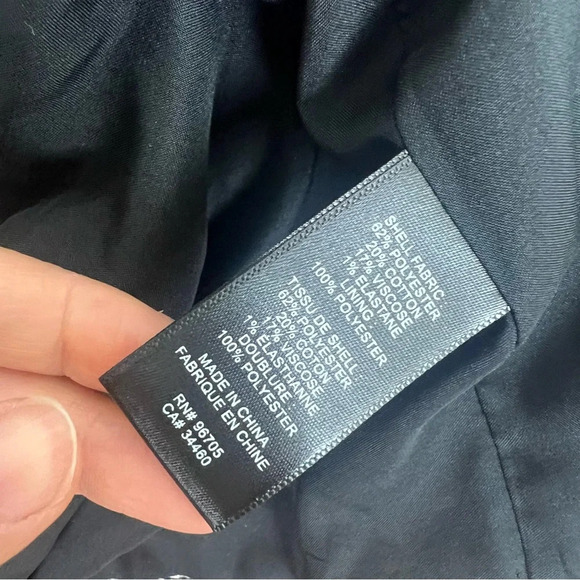 SHELL FABRIC
62% POLYESTER
20% COTTON
17% VISCOSE
1% ELASTANE
LINING
100% POLYESTER
TISSU DE SHELL
62% POLYESTER
20% COTON
17% VISCOSE
1% ELASTHANNE
DOUBLURE
100% POLYESTER
MADE IN CHINA
FABRIQUE EN CHINE
RN# 96705
CA# 34460